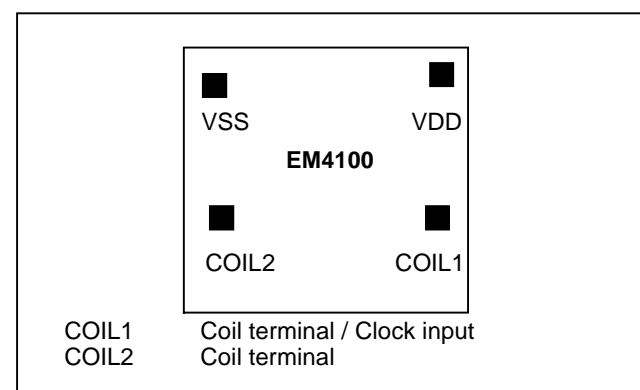 VSS VDD
EM4100
COIL2 COIL1
COIL1 Coil terminal / Clock input
COIL2 Coil terminal